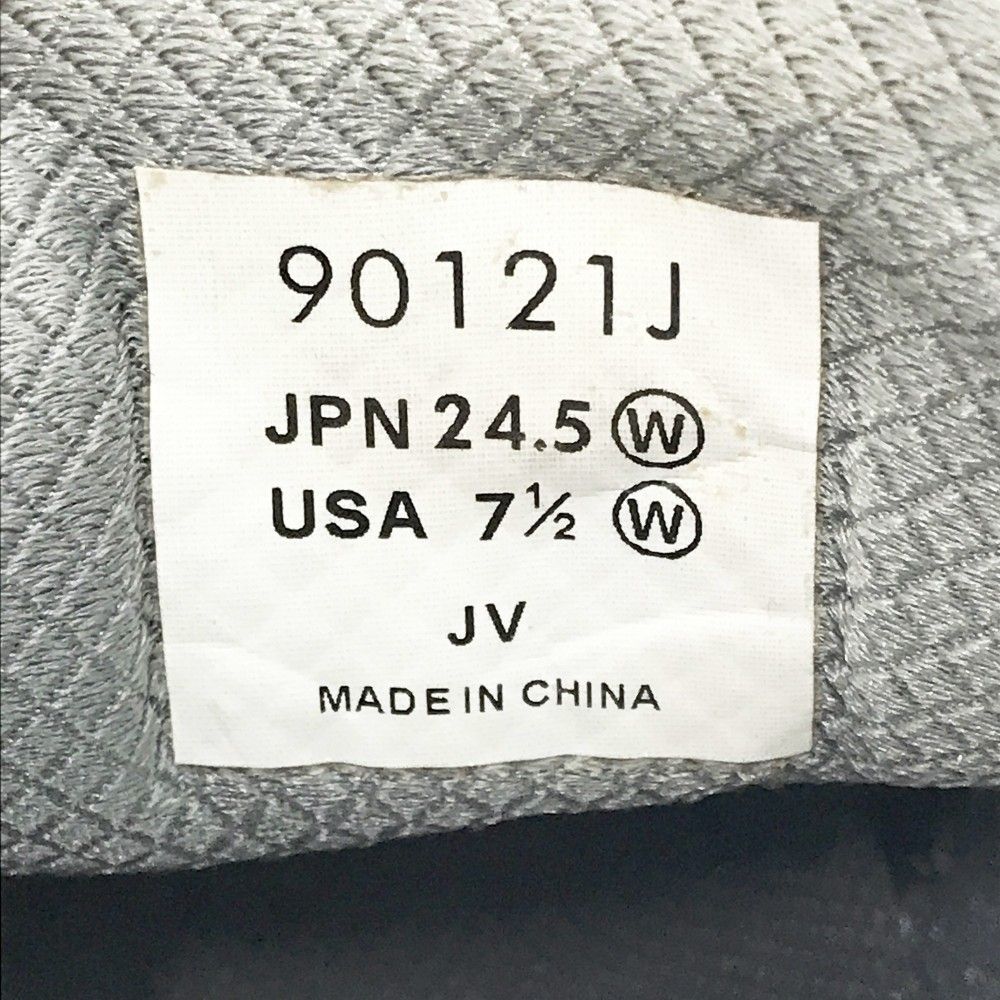 90121J
JPN 24.5 Ⓦ
USA 7½ Ⓦ
JV
MADE IN CHINA